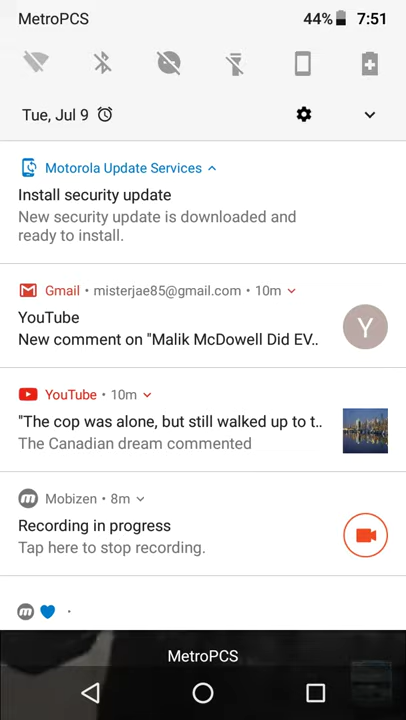 MetroPCS
44% 7:51
Tue, Jul 9
Motorola Update Services
Install security update
New security update is downloaded and
ready to install.
Gmail • misterjae85@gmail.com • 10m
YouTube
New comment on "Malik McDowell Did EV..
Y
YouTube • 10m
"The cop was alone, but still walked up to t..
The Canadian dream commented
m Mobizen • 8m
Recording in progress
Tap here to stop recording.
m
MetroPCS